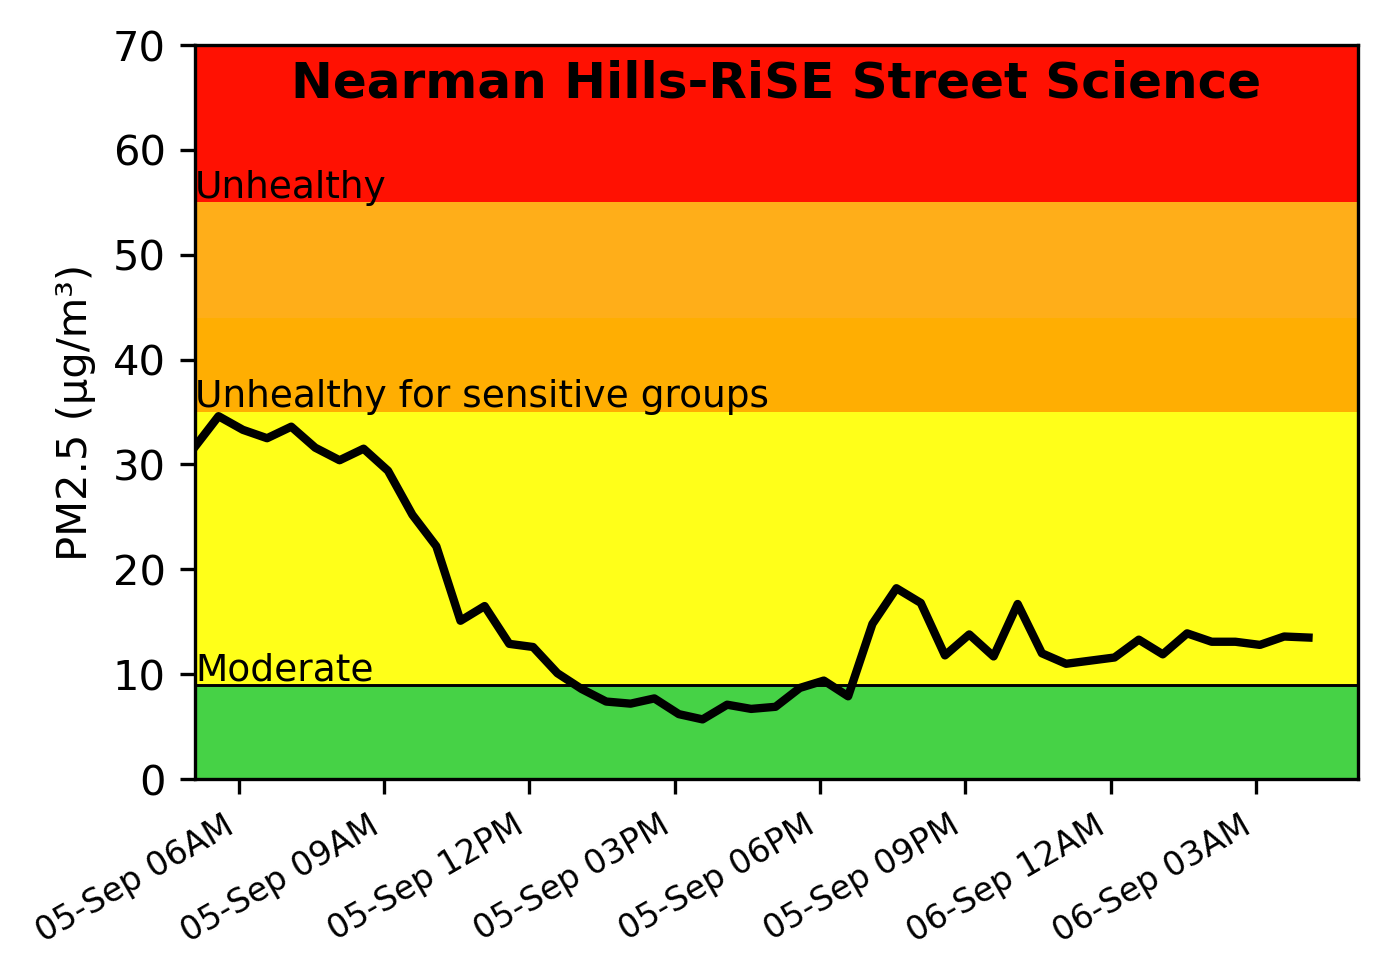 Nearman Hills-RiSE Street Science
70
60
50
40
30
20
10
0
PM2.5 (µg/m³)
Unhealthy
Unhealthy for sensitive groups
Moderate
05-Sep 06AM
05-Sep 09AM
05-Sep 12PM
05-Sep 03PM
05-Sep 06PM
05-Sep 09PM
06-Sep 12AM
06-Sep 03AM